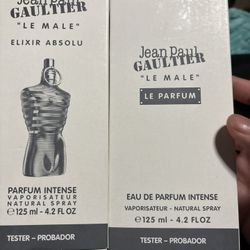 Jean Paul
GAULTIER
"LE MALE"
ELIXIR ABSOLU
PARFUM INTENSE
VAPORISATEUR
NATURAL SPRAY
℮ 125 ml - 4.2 FL OZ
TESTER – PROBADOR
Jean Paul
GAULTIER
"LE MALE"
LE PARFUM
EAU DE PARFUM INTENSE
VAPORISATEUR - NATURAL SPRAY
℮ 125 ml - 4.2 FL OZ
TESTER – PROBADOR